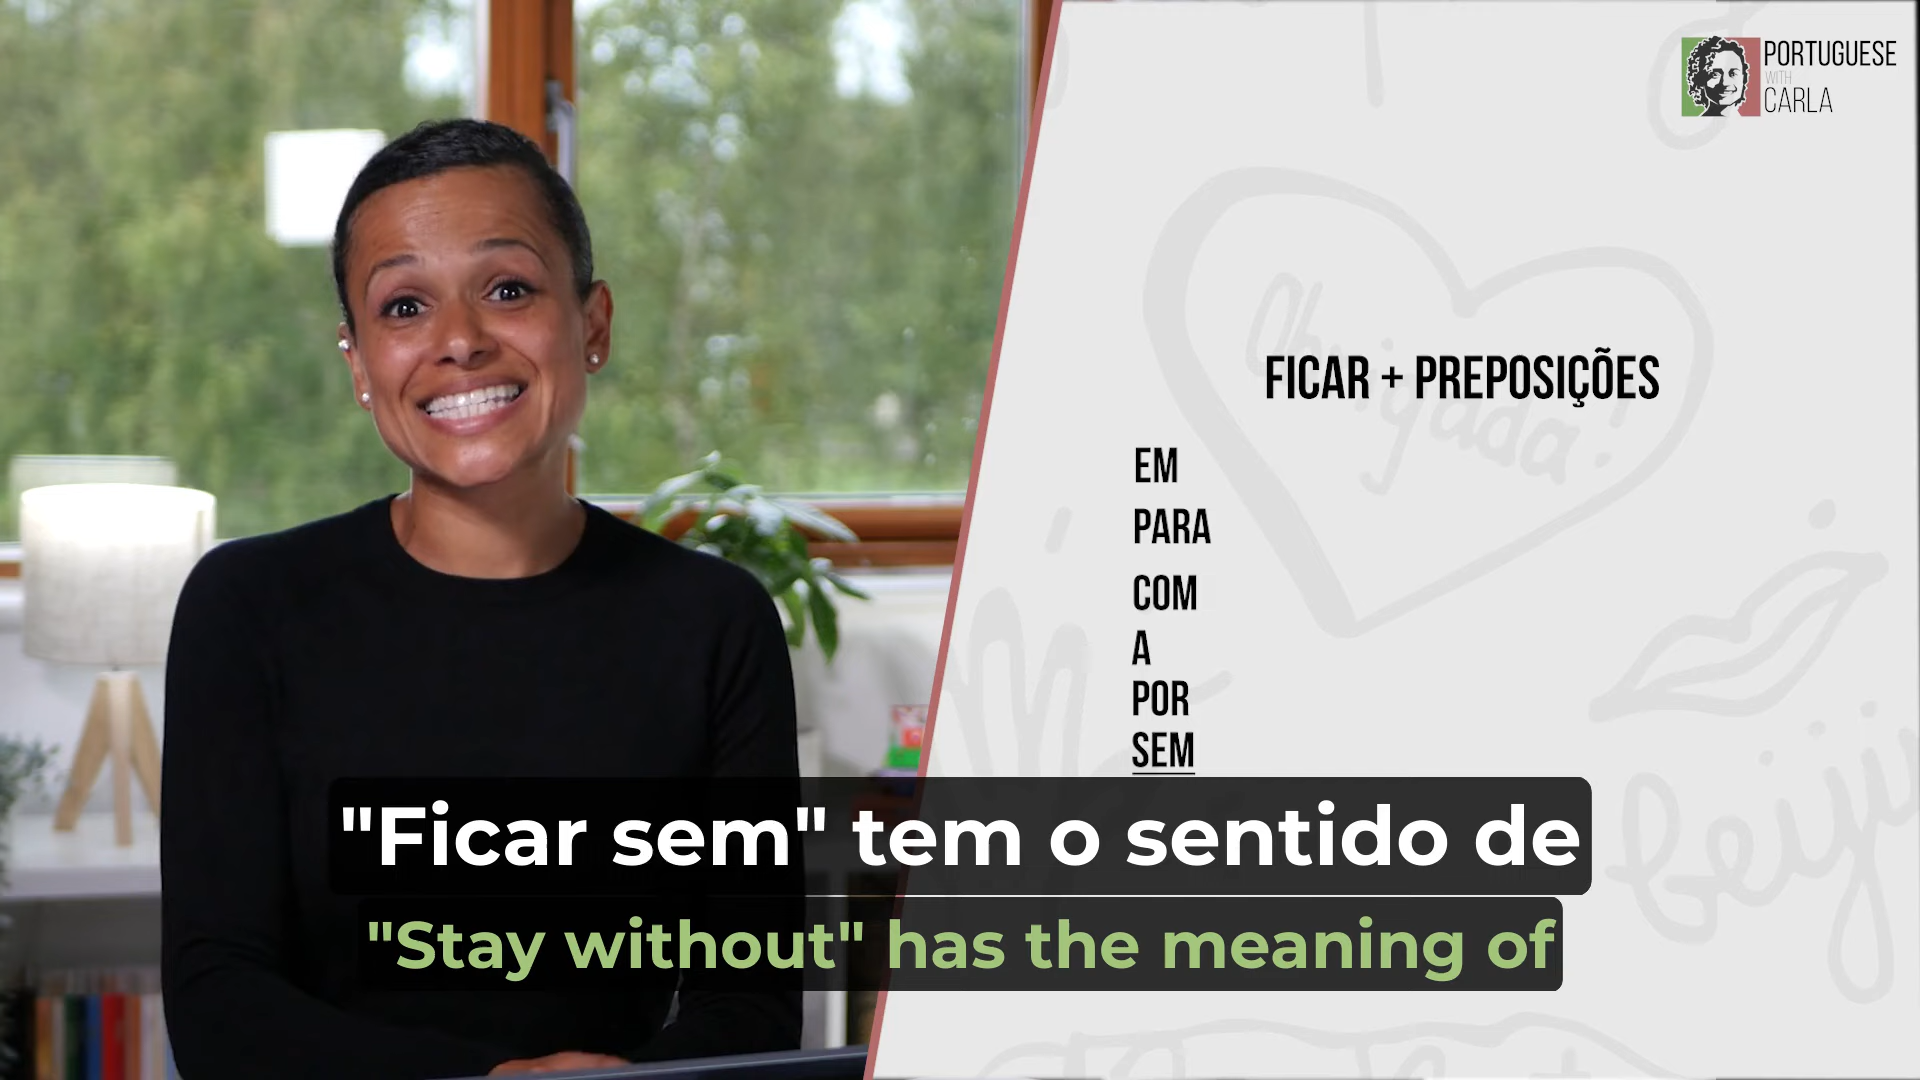 PORTUGUESE
WITH
CARLA
Obrigada!
FICAR + PREPOSIÇÕES
EM
PARA
COM
A
POR
SEM
"Ficar sem" tem o sentido de
"Stay without" has the meaning of